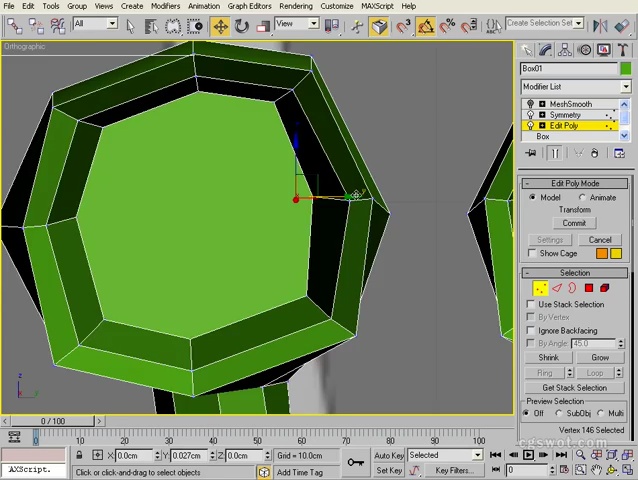 File Edit Tools Group Views Create Modifiers Animation Graph Editors Rendering Customize MAXScript Help
All
View
Create Selection Set
Orthographic
Box01
Modifier List
MeshSmooth
Symmetry
Edit Poly
Box
Edit Poly Mode
Model Animate
Transform
Commit
Settings Cancel
Show Cage
Selection
Use Stack Selection
By Vertex
Ignore Backfacing
By Angle: 45.0
Shrink Grow
Ring Loop
Get Stack Selection
Preview Selection
Off SubObj Multi
Vertex 146 Selected
cgswot.com
z
x
0 / 100
0 10 20 30 40 50 60 70 80 90 100
X: 0.0cm Y: 0.027cm Z: 0.0cm Grid = 10.0cm
Auto Key Selected
AXScript. Click or click-and-drag to select objects Add Time Tag
Set Key Key Filters... 0